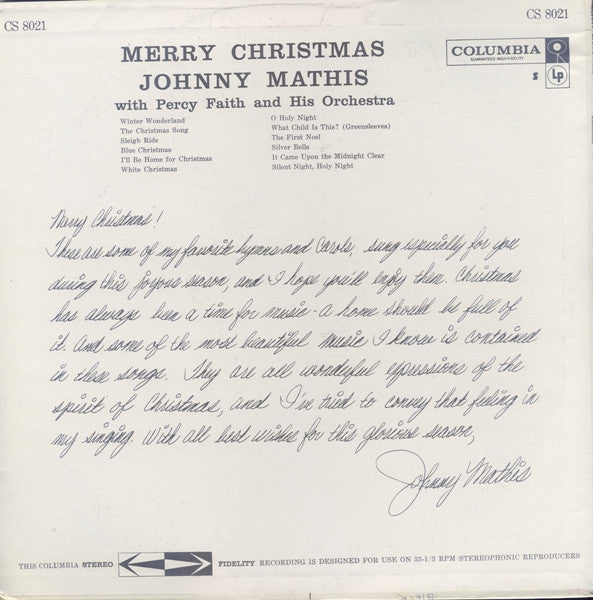 CS 8021
CS 8021
MERRY CHRISTMAS
JOHNNY MATHIS
with Percy Faith and His Orchestra
COLUMBIA
GUARANTEED HIGH-FIDELITY
S
Lp
Winter Wonderland
The Christmas Song
Sleigh Ride
Blue Christmas
I'll Be Home for Christmas
White Christmas
O Holy Night
What Child Is This? (Greensleeves)
The First Noel
Silver Bells
It Came Upon the Midnight Clear
Silent Night, Holy Night
Merry Christmas!
These are some of my favorite hymns and Carols, sung especially for you
during this joyous season, and I hope you'll enjoy them. Christmas
has always been a time for music - a home should be full of
it. And some of the most beautiful music I know is contained
in these songs. They are all wonderful expressions of the
spirit of Christmas, and I've tried to convey that feeling in
my singing. With all best wishes for this glorious season,
Johnny Mathis
THIS COLUMBIA STEREO FIDELITY RECORDING IS DESIGNED FOR USE ON 33-1/3 RPM STEREOPHONIC REPRODUCERS